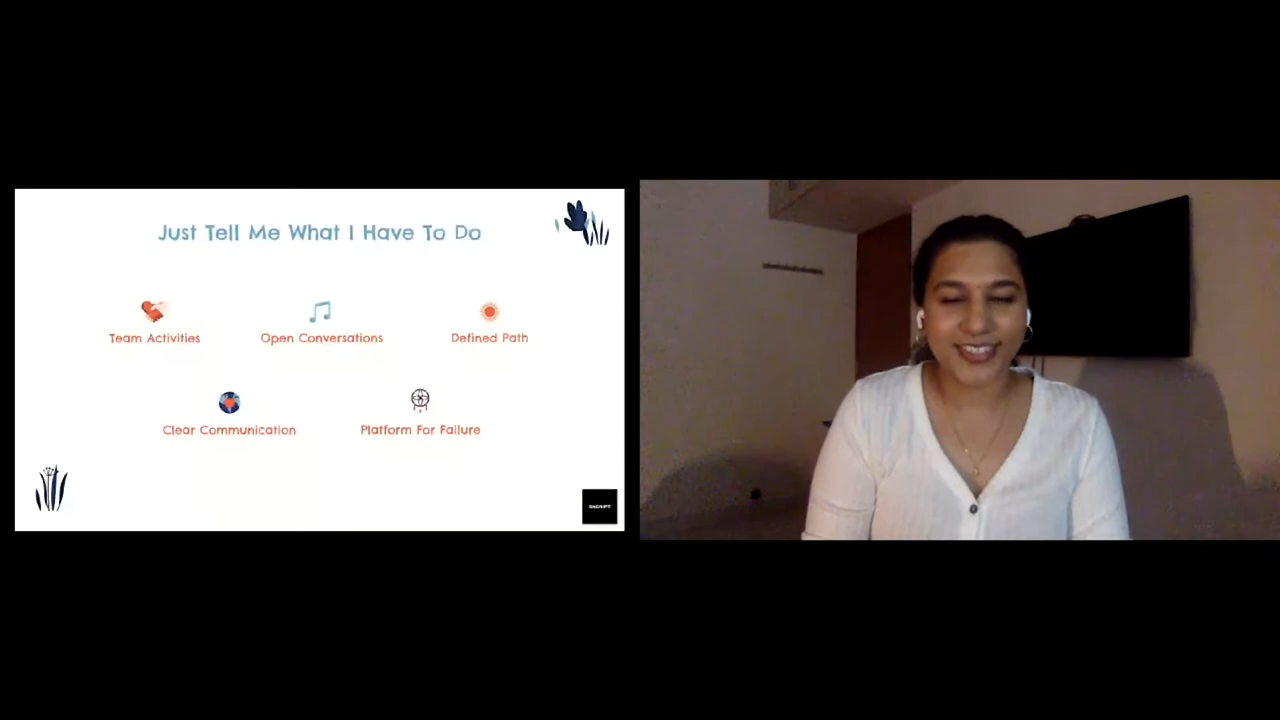 Just Tell Me What I Have To Do
Team Activities
Open Conversations
Defined Path
Clear Communication
Platform For Failure